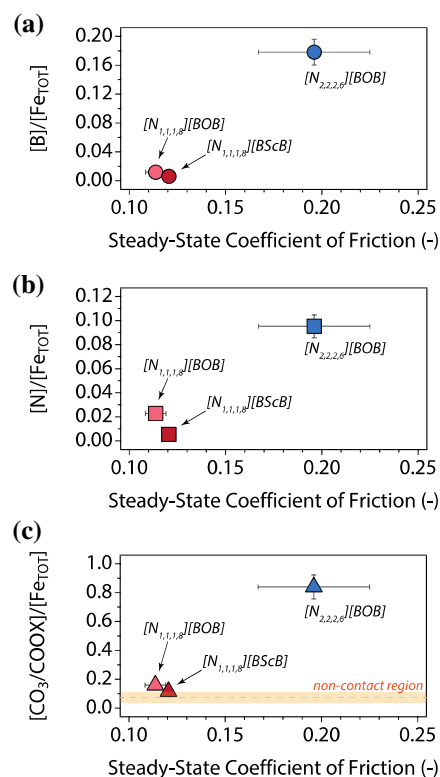 (a)
[B]/[Fe_TOT]
0.20
0.16
0.12
0.08
0.04
0.00
[N_2,2,2,6][BOB]
[N_1,1,1,8][BOB]
[N_1,1,1,8][BScB]
0.10 0.15 0.20 0.25
Steady-State Coefficient of Friction (-)
(b)
[N]/[Fe_TOT]
0.12
0.10
0.08
0.06
0.04
0.02
0.00
[N_2,2,2,6][BOB]
[N_1,1,1,8][BOB]
[N_1,1,1,8][BScB]
0.10 0.15 0.20 0.25
Steady-State Coefficient of Friction (-)
(c)
[CO_3/COOX]/[Fe_TOT]
1.0
0.8
0.6
0.4
0.2
0.0
[N_2,2,2,6][BOB]
[N_1,1,1,8][BOB]
[N_1,1,1,8][BScB]
non-contact region
0.10 0.15 0.20 0.25
Steady-State Coefficient of Friction (-)